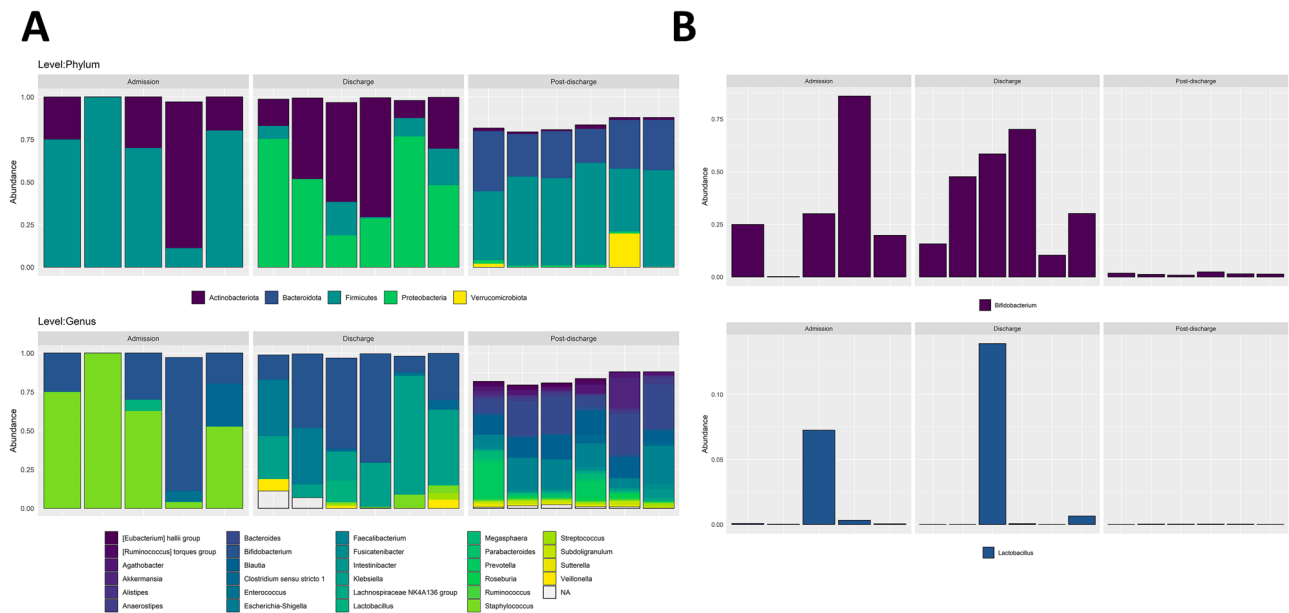 A
B
Level:Phylum
Admission
Discharge
Post-discharge
1.00
0.75
0.50
0.25
0.00
Abundance
Actinobacteriota
Bacteroidota
Firmicutes
Proteobacteria
Verrucomicrobiota
Level:Genus
Admission
Discharge
Post-discharge
1.00
0.75
0.50
0.25
0.00
Abundance
[Eubacterium] hallii group
[Ruminococcus] torques group
Agathobacter
Akkermansia
Alistipes
Anaerostipes
Bacteroides
Bifidobacterium
Blautia
Clostridium sensu stricto 1
Enterococcus
Escherichia-Shigella
Faecalibacterium
Fusicatenibacter
Intestinibacter
Klebsiella
Lachnospiraceae NK4A136 group
Lactobacillus
Megasphaera
Parabacteroides
Prevotella
Roseburia
Ruminococcus
Staphylococcus
Streptococcus
Subdoligranulum
Sutterella
Veillonella
NA
Admission
Discharge
Post-discharge
0.75
0.50
0.25
0.00
Abundance
Bifidobacterium
Admission
Discharge
Post-discharge
0.10
0.05
0.00
Abundance
Lactobacillus